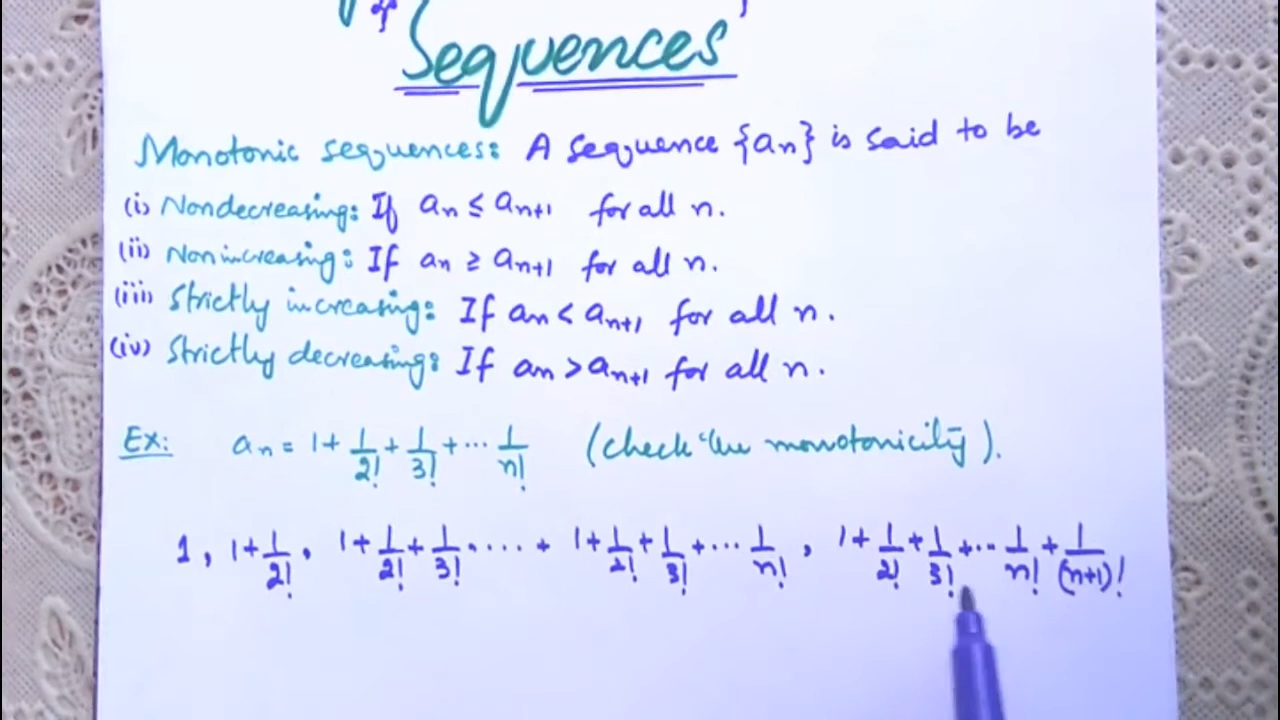 Sequences
Monotonic sequences: A sequence {an} is said to be
(i) Nondecreasing: If an ≤ an+1 for all n.
(ii) Nonincreasing: If an ≥ an+1 for all n.
(iii) Strictly increasing: If an < an+1 for all n.
(iv) Strictly decreasing: If an > an+1 for all n.
Ex: an = 1 + 1/2! + 1/3! + ... 1/n! (check the monotonicity).
1, 1 + 1/2!, 1 + 1/2! + 1/3!, .... 1 + 1/2! + 1/3! + ... 1/n!, 1 + 1/2! + 1/3! + ... 1/n! + 1/(n+1)!